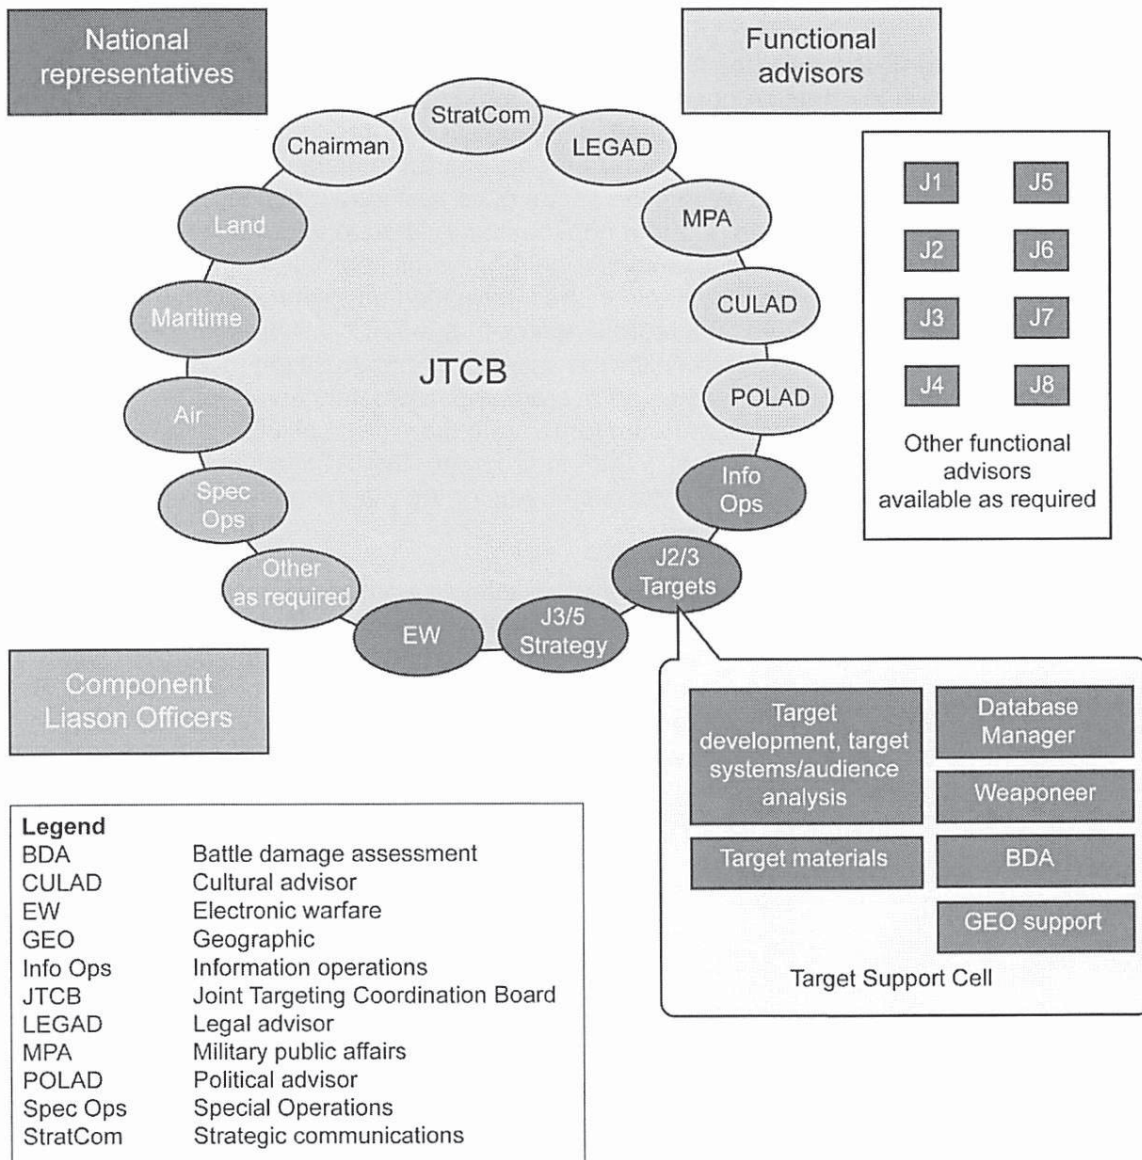 National
representatives
Functional
advisors
StratCom
Chairman
LEGAD
Land
MPA
Maritime
CULAD
JTCB
Air
POLAD
Spec
Ops
Info
Ops
Other
as required
J2/3
Targets
EW
J3/5
Strategy
J1
J5
J2
J6
J3
J7
J4
J8
Other functional
advisors
available as required
Component
Liason Officers
Target
development, target
systems/audience
analysis
Database
Manager
Weaponeer
Target materials
BDA
GEO support
Target Support Cell
Legend
BDA Battle damage assessment
CULAD Cultural advisor
EW Electronic warfare
GEO Geographic
Info Ops Information operations
JTCB Joint Targeting Coordination Board
LEGAD Legal advisor
MPA Military public affairs
POLAD Political advisor
Spec Ops Special Operations
StratCom Strategic communications